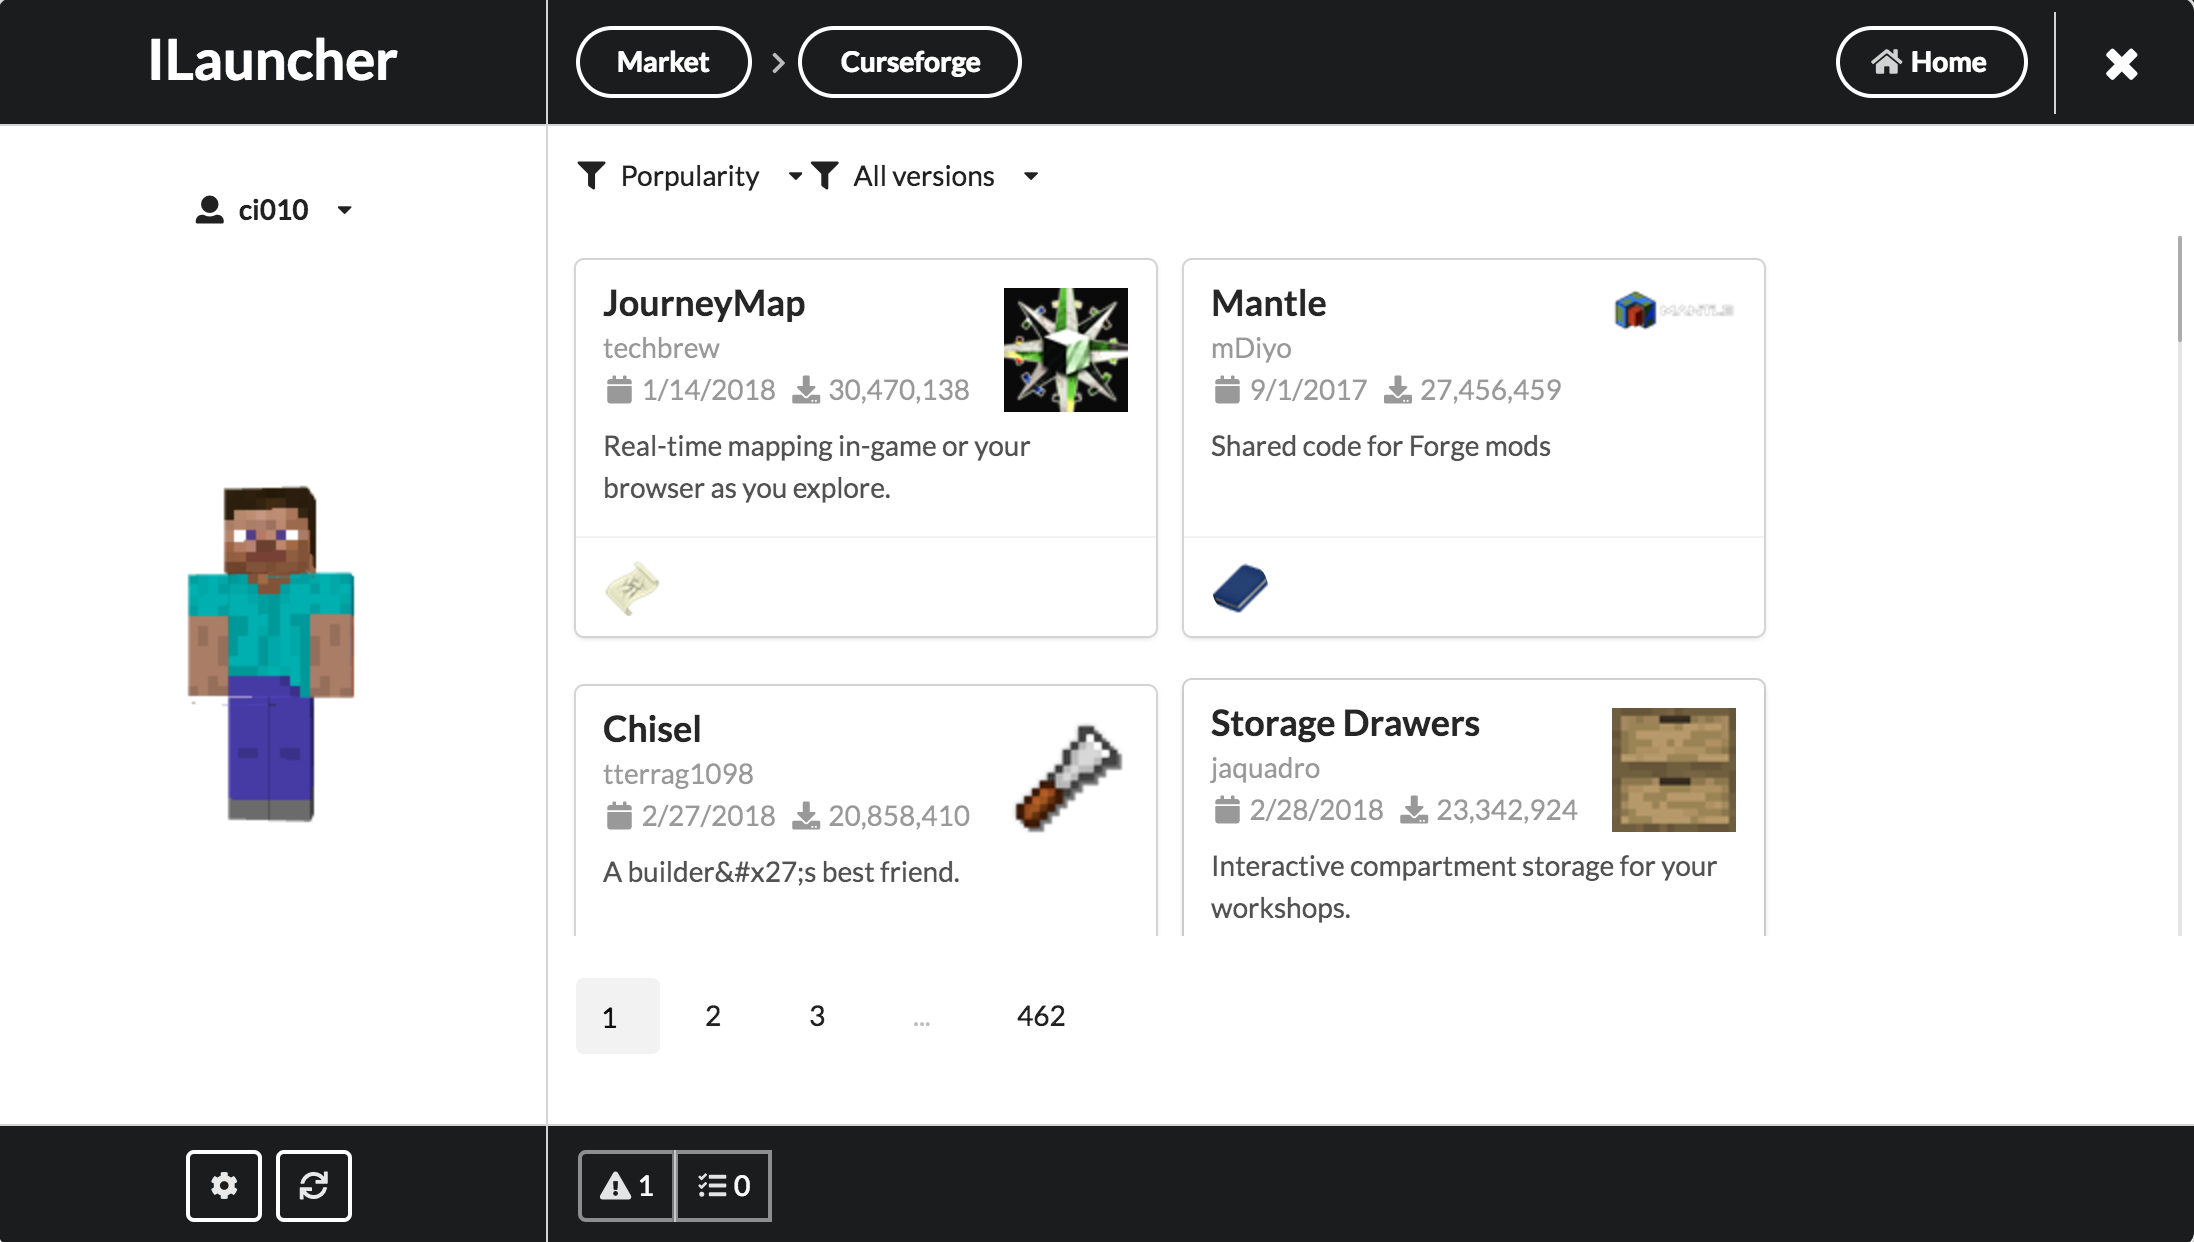 ILauncher
Market
Curseforge
Home
ci010
Porpularity
All versions
JourneyMap
techbrew
1/14/2018 30,470,138
Real-time mapping in-game or your
browser as you explore.
Mantle
MANTLE
mDiyo
9/1/2017 27,456,459
Shared code for Forge mods
Chisel
tterrag1098
2/27/2018 20,858,410
A builder&#x27;s best friend.
Storage Drawers
jaquadro
2/28/2018 23,342,924
Interactive compartment storage for your
workshops.
1 2 3 ... 462
1 0